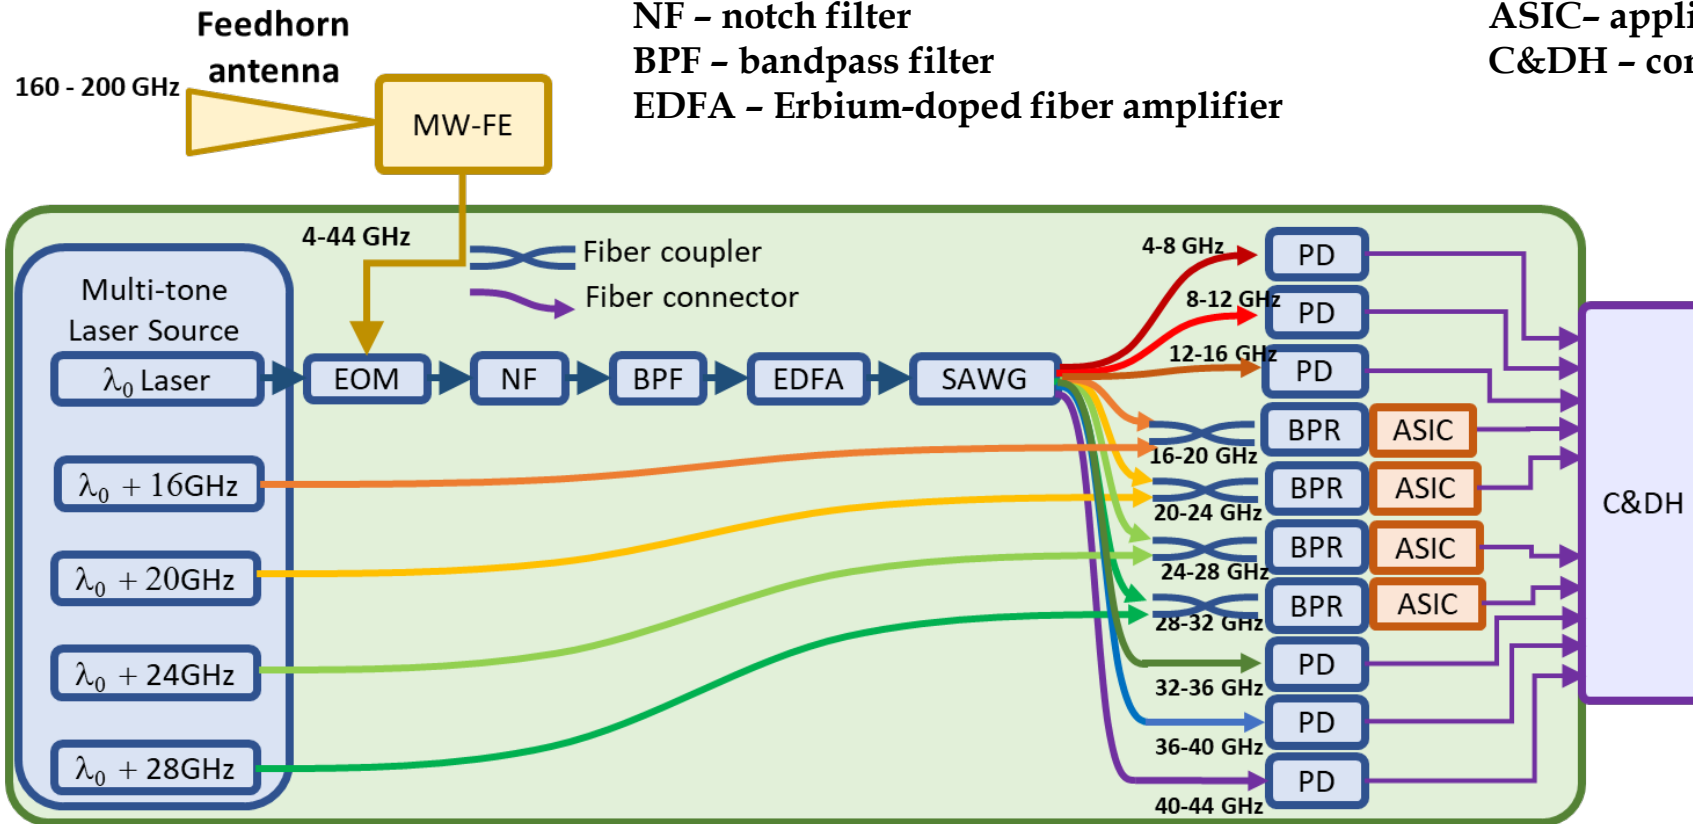 Feedhorn
antenna
160 - 200 GHz
MW-FE
NF – notch filter
BPF – bandpass filter
EDFA – Erbium-doped fiber amplifier
ASIC–
C&DH –
4-44 GHz
Fiber coupler
Fiber connector
Multi-tone
Laser Source
λ₀ Laser
EOM
NF
BPF
EDFA
SAWG
λ₀ + 16GHz
λ₀ + 20GHz
λ₀ + 24GHz
λ₀ + 28GHz
4-8 GHz
PD
8-12 GHz
PD
12-16 GHz
PD
16-20 GHz
BPR
ASIC
20-24 GHz
BPR
ASIC
24-28 GHz
BPR
ASIC
28-32 GHz
BPR
ASIC
32-36 GHz
PD
36-40 GHz
PD
40-44 GHz
PD
C&DH